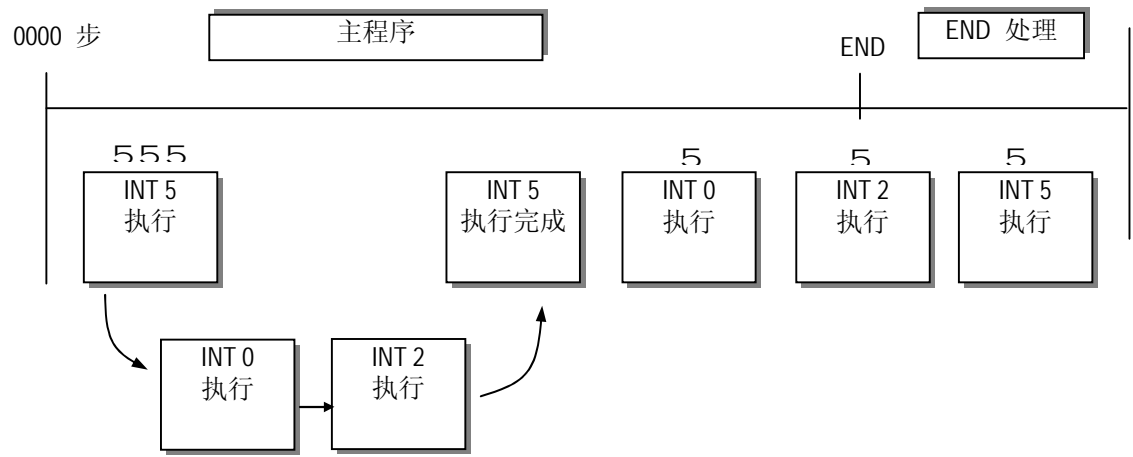 0000 步
主程序
END
END 处理
555
5
5
5
INT 5
执行
INT 5
执行完成
INT 0
执行
INT 2
执行
INT 5
执行
INT 0
执行
INT 2
执行